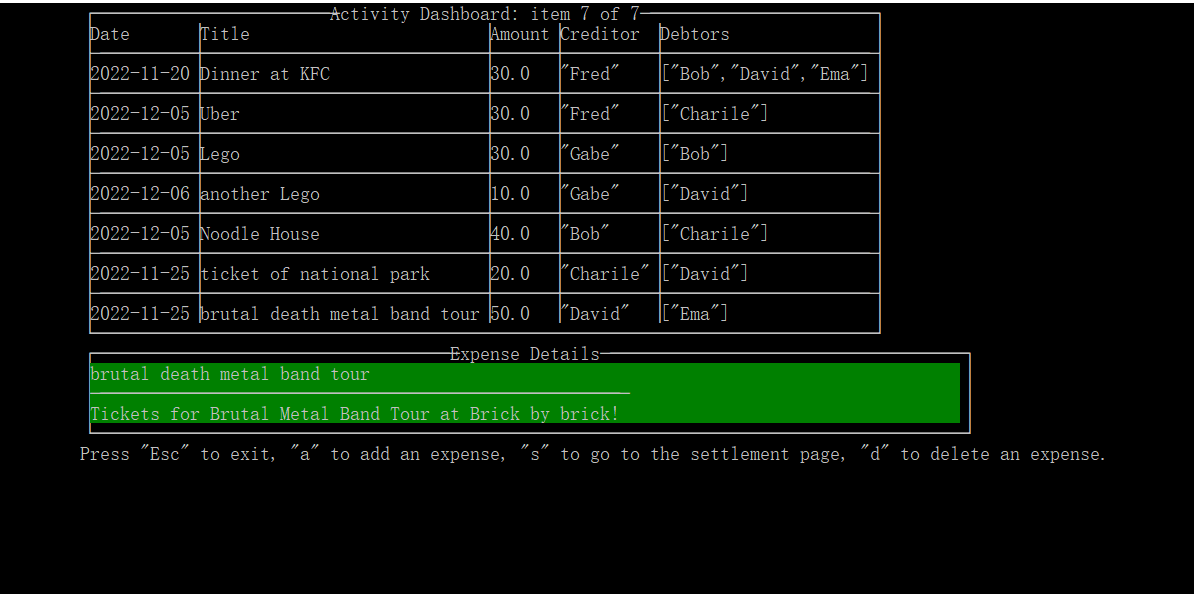 Activity Dashboard: item 7 of 7
Date Title Amount Creditor Debtors
2022-11-20 Dinner at KFC 30.0 "Fred" ["Bob","David","Ema"]
2022-12-05 Uber 30.0 "Fred" ["Charile"]
2022-12-05 Lego 30.0 "Gabe" ["Bob"]
2022-12-06 another Lego 10.0 "Gabe" ["David"]
2022-12-05 Noodle House 40.0 "Bob" ["Charile"]
2022-11-25 ticket of national park 20.0 "Charile" ["David"]
2022-11-25 brutal death metal band tour 50.0 "David" ["Ema"]
Expense Details
brutal death metal band tour
Tickets for Brutal Metal Band Tour at Brick by brick!
Press "Esc" to exit, "a" to add an expense, "s" to go to the settlement page, "d" to delete an expense.